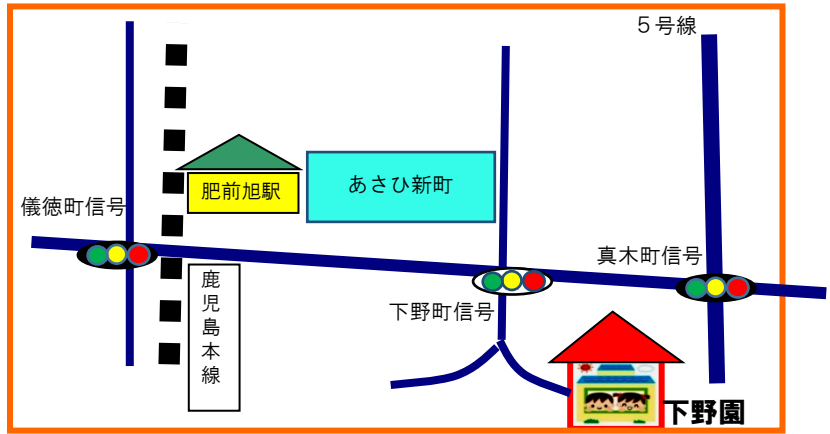 ５号線
あさひ新町
肥前旭駅
儀徳町信号
真木町信号
鹿児島本線
下野町信号
下野園